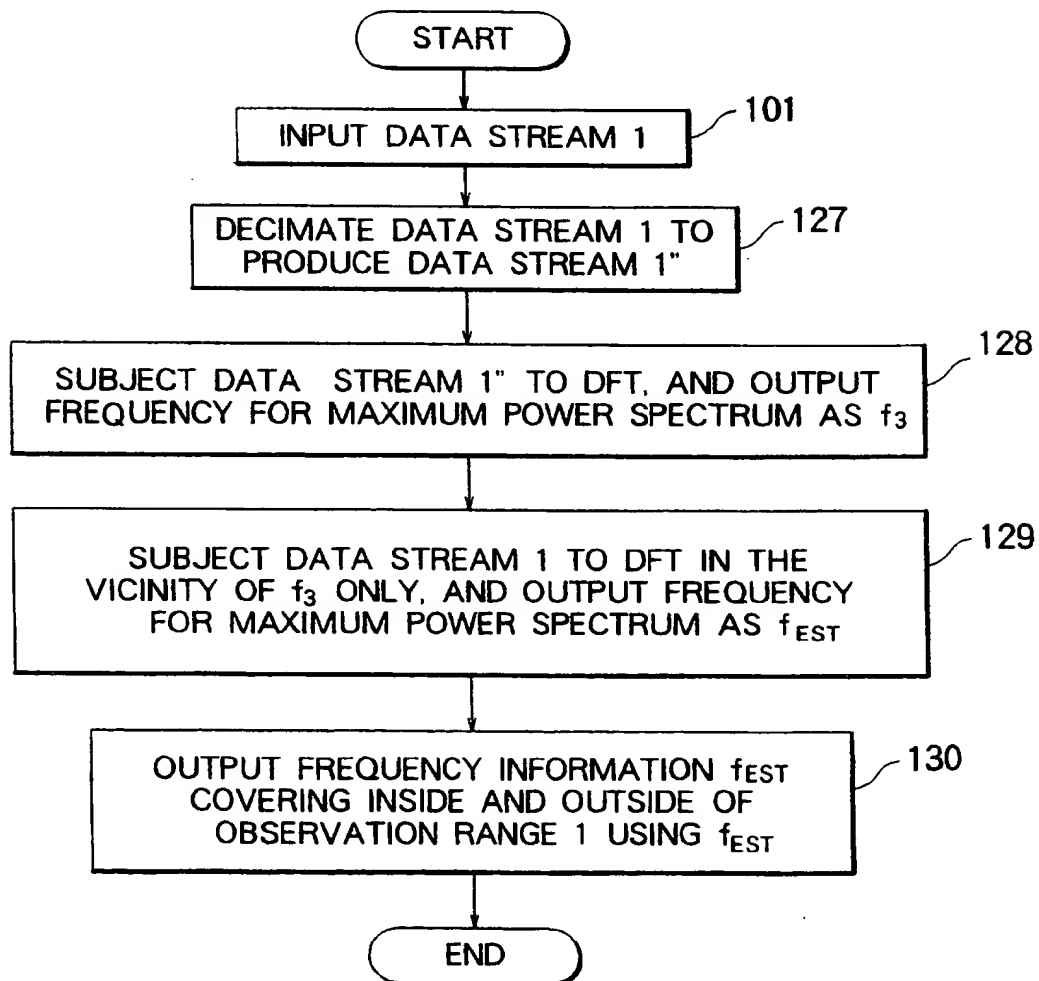 START
INPUT DATA STREAM 1
101
DECIMATE DATA STREAM 1 TO
PRODUCE DATA STREAM 1"
127
SUBJECT DATA STREAM 1" TO DFT, AND OUTPUT
FREQUENCY FOR MAXIMUM POWER SPECTRUM AS f3
128
SUBJECT DATA STREAM 1 TO DFT IN THE
VICINITY OF f3 ONLY, AND OUTPUT FREQUENCY
FOR MAXIMUM POWER SPECTRUM AS fEST
129
OUTPUT FREQUENCY INFORMATION fEST
COVERING INSIDE AND OUTSIDE OF
OBSERVATION RANGE 1 USING fEST
130
END